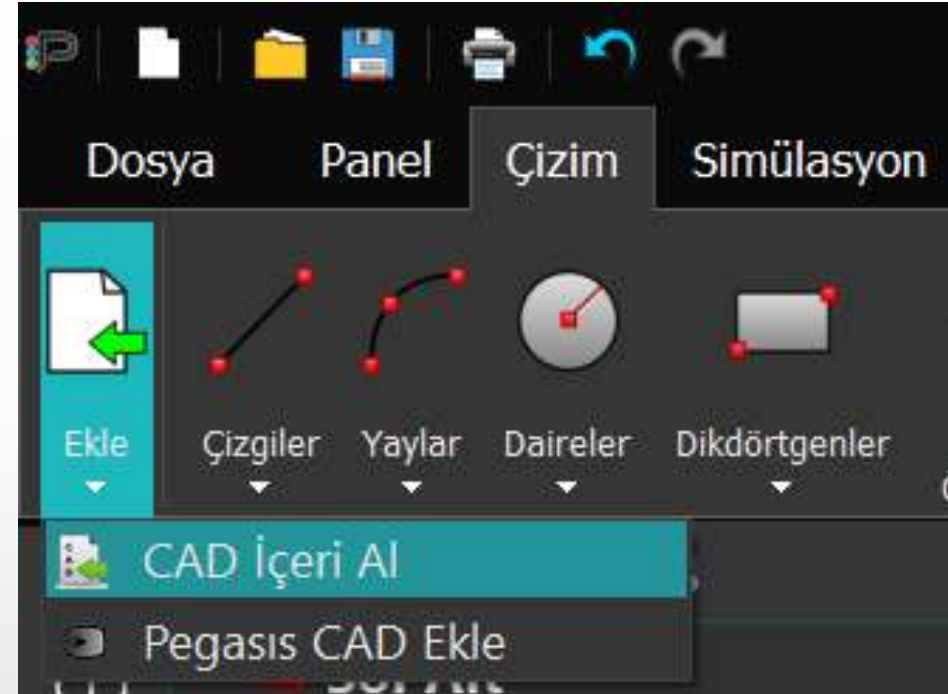 Dosya Panel Çizim Simülasyon
Ekle Çizgiler Yaylar Daireler Dikdörtgenler
CAD İçeri Al
Pegasıs CAD Ekle